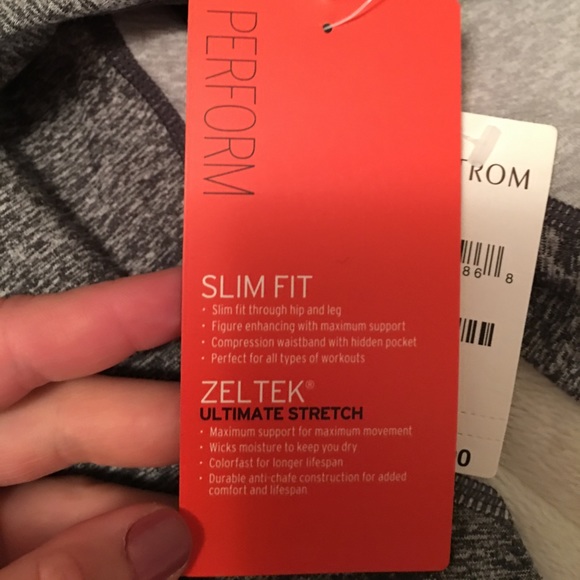 PERFORM
SLIM FIT
• Slim fit through hip and leg
• Figure enhancing with maximum support
• Compression waistband with hidden pocket
• Perfect for all types of workouts
ZELTEK®
ULTIMATE STRETCH
• Maximum support for maximum movement
• Wicks moisture to keep you dry
• Colorfast for longer lifespan
• Durable anti-chafe construction for added
comfort and lifespan
TROM
86 8